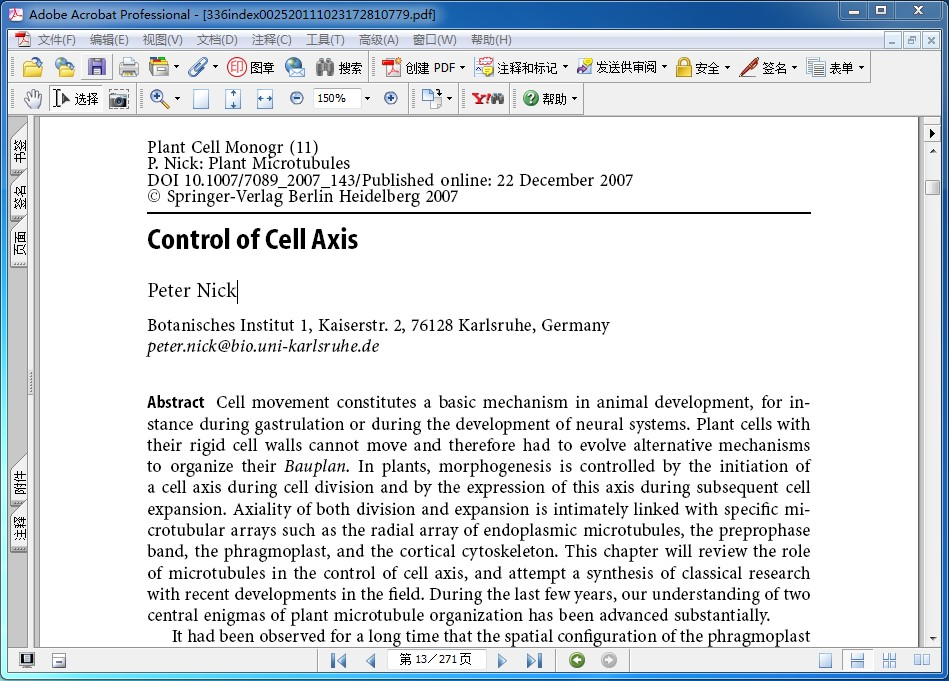 Adobe Acrobat Professional - [336index002520111023172810779.pdf]
文件(F) 编辑(E) 视图(V) 文档(D) 注释(C) 工具(T) 高级(A) 窗口(W) 帮助(H)
图章 搜索 创建 PDF 注释和标记 发送供审阅 安全 签名 表单
选择 150% Y! 帮助
书签
签名
页面
附件
注释
Plant Cell Monogr (11)
P. Nick: Plant Microtubules
DOI 10.1007/7089_2007_143/Published online: 22 December 2007
© Springer-Verlag Berlin Heidelberg 2007
Control of Cell Axis
Peter Nick
Botanisches Institut 1, Kaiserstr. 2, 76128 Karlsruhe, Germany
peter.nick@bio.uni-karlsruhe.de
Abstract Cell movement constitutes a basic mechanism in animal development, for in-
stance during gastrulation or during the development of neural systems. Plant cells with
their rigid cell walls cannot move and therefore had to evolve alternative mechanisms
to organize their Bauplan. In plants, morphogenesis is controlled by the initiation of
a cell axis during cell division and by the expression of this axis during subsequent cell
expansion. Axiality of both division and expansion is intimately linked with specific mi-
crotubular arrays such as the radial array of endoplasmic microtubules, the preprophase
band, the phragmoplast, and the cortical cytoskeleton. This chapter will review the role
of microtubules in the control of cell axis, and attempt a synthesis of classical research
with recent developments in the field. During the last few years, our understanding of two
central enigmas of plant microtubule organization has been advanced substantially.
It had been observed for a long time that the spatial configuration of the phragmoplast
第 13/271 页